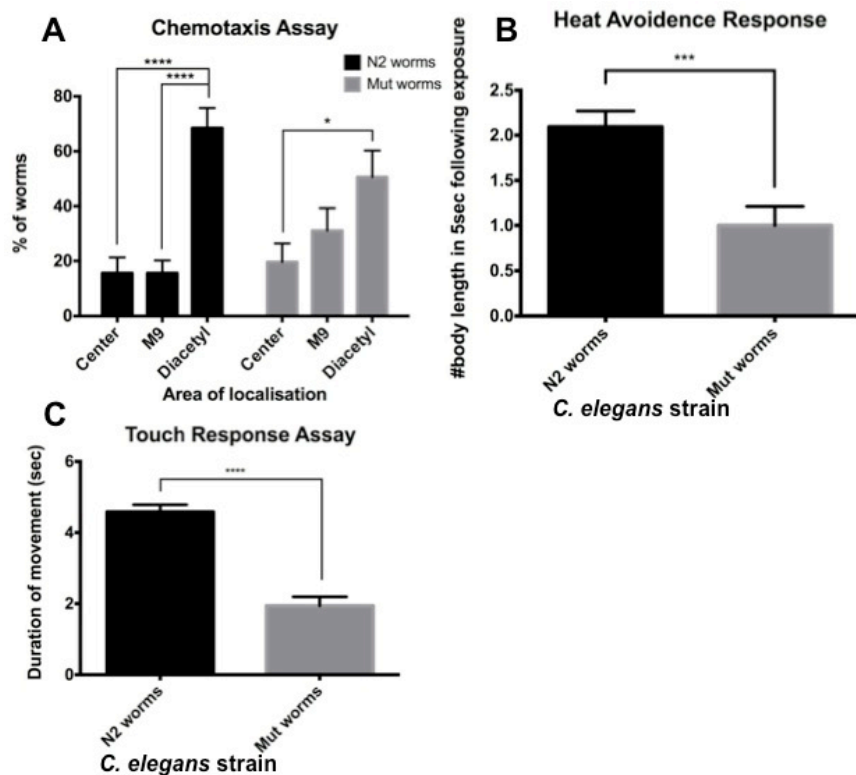 A
Chemotaxis Assay
N2 worms
Mut worms
****
****
*
% of worms
80
60
40
20
0
Center
M9
Diacetyl
Center
M9
Diacetyl
Area of localisation
B
Heat Avoidence Response
***
#body length in 5sec following exposure
2.5
2.0
1.5
1.0
0.5
0.0
N2 worms
Mut worms
C. elegans strain
C
Touch Response Assay
****
Duration of movement (sec)
6
4
2
0
N2 worms
Mut worms
C. elegans strain